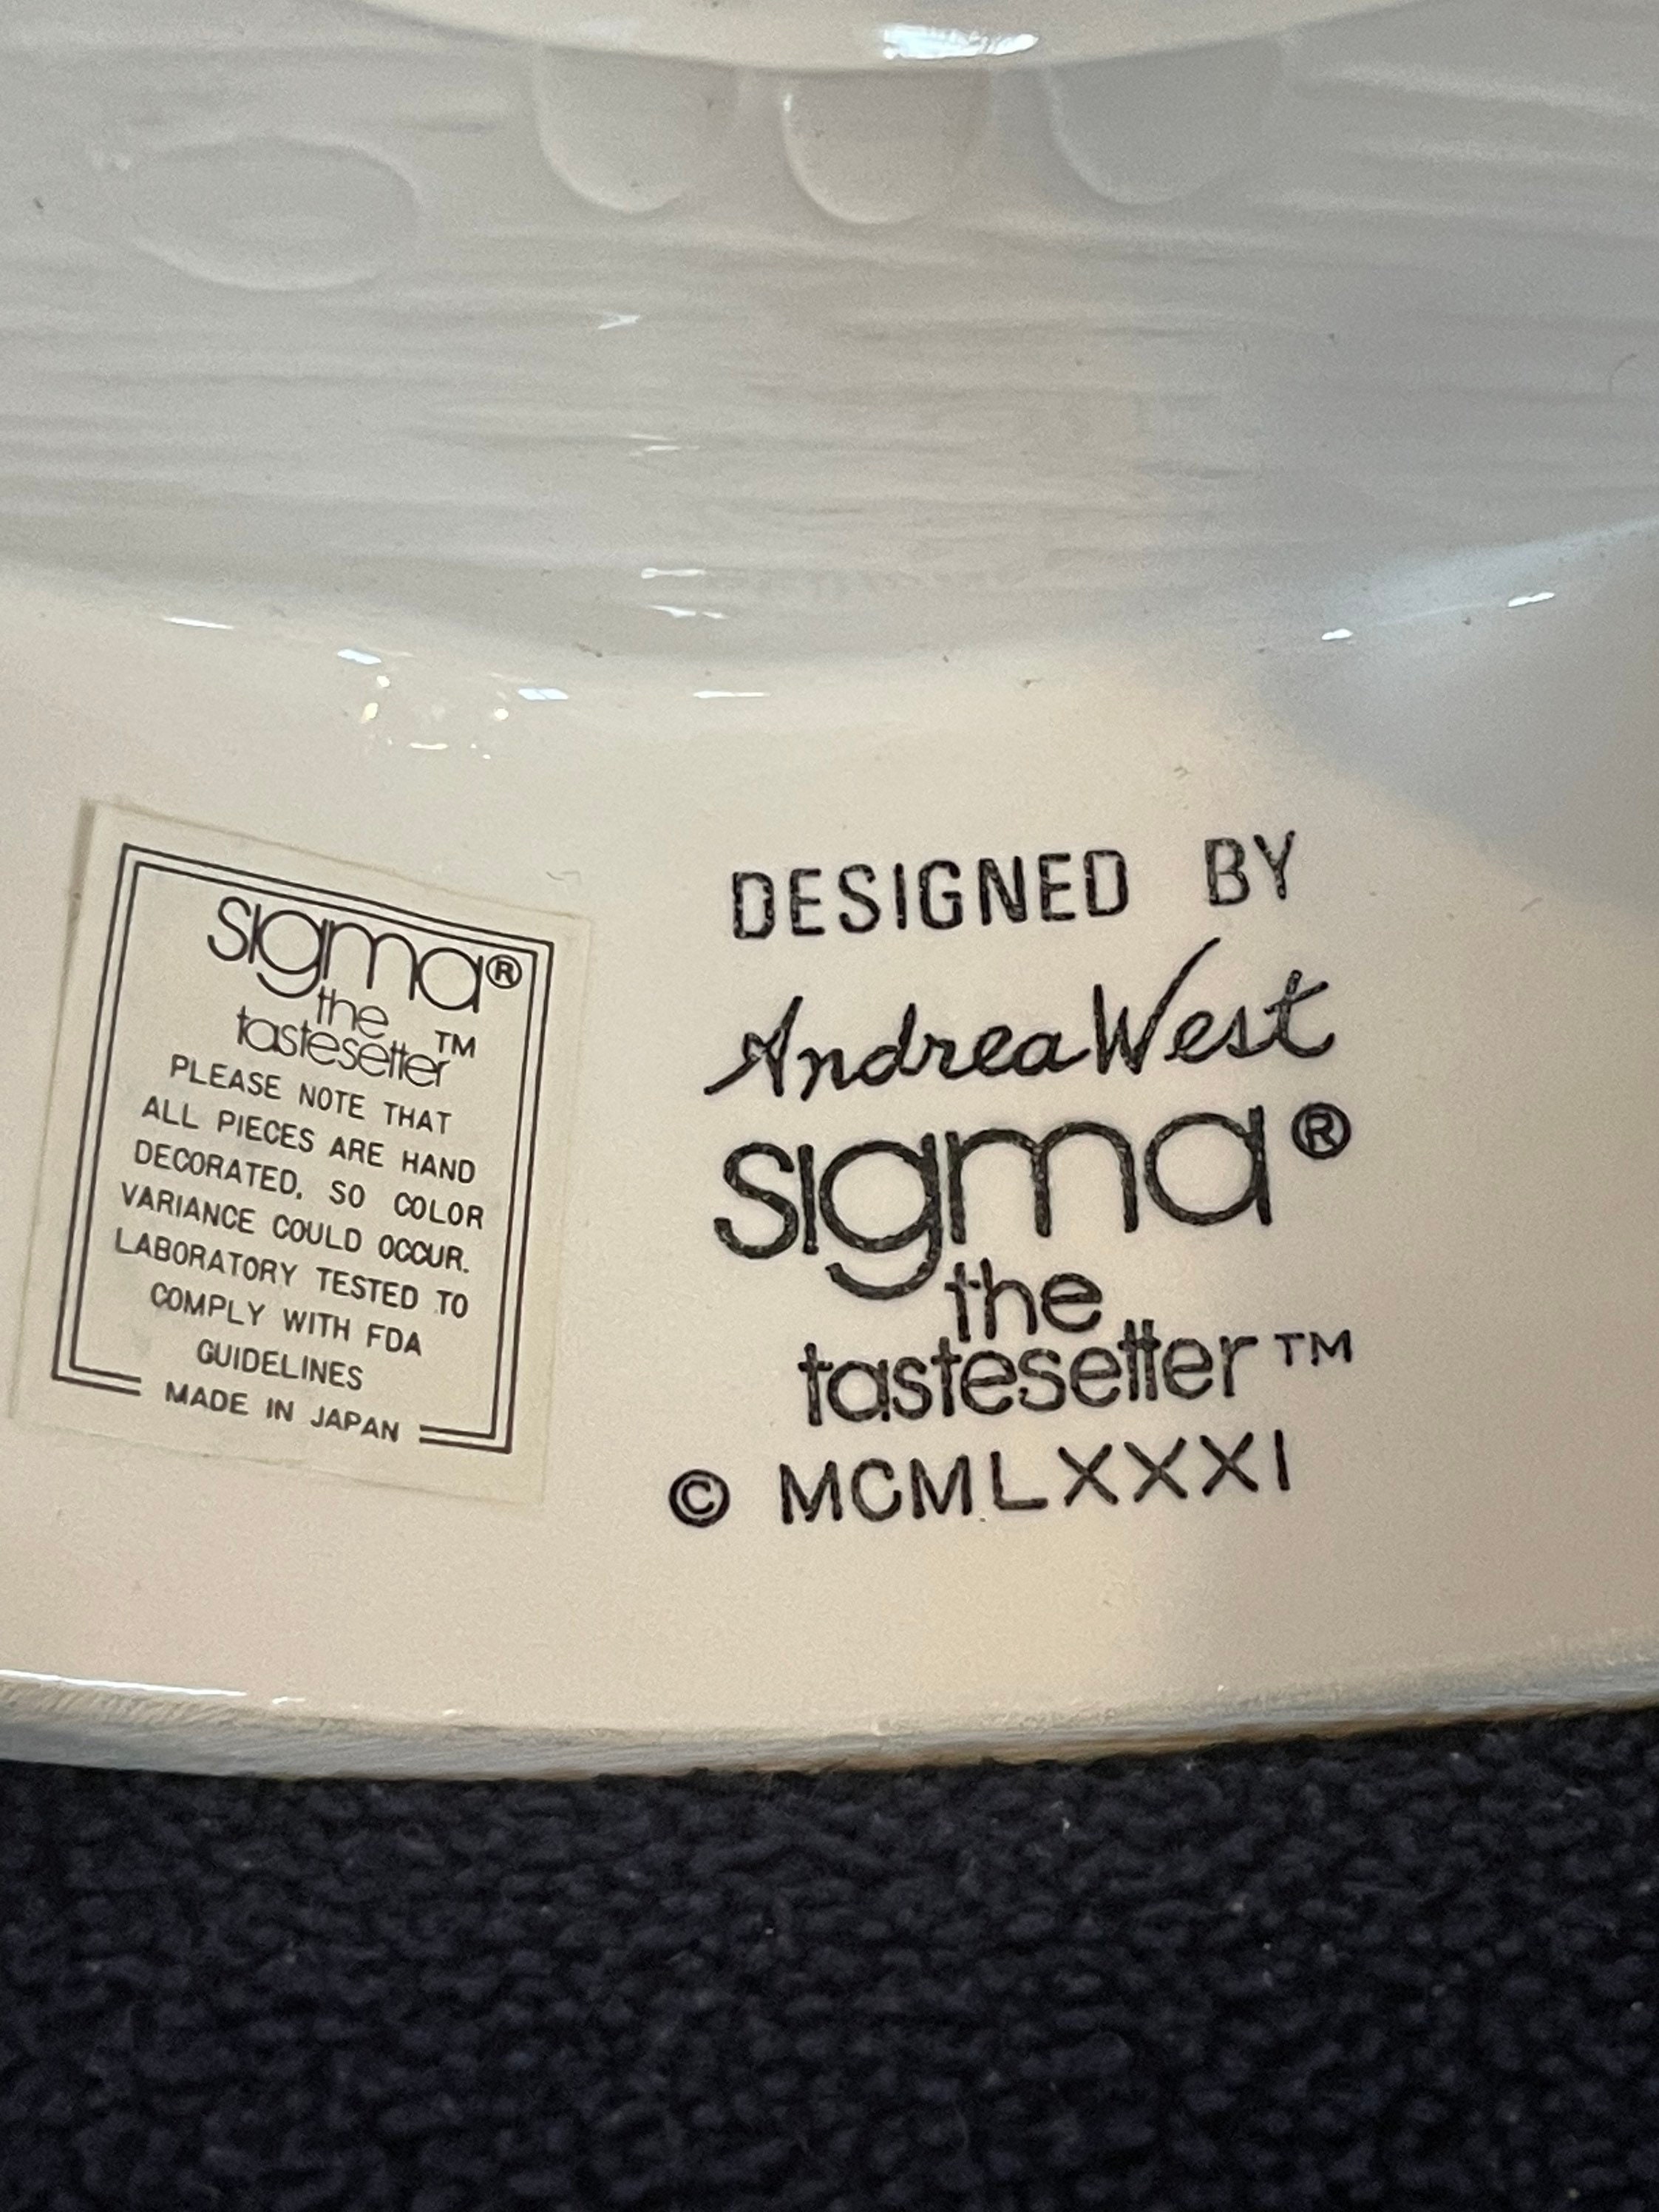 sigma®
the
tastesetter™
PLEASE NOTE THAT
ALL PIECES ARE HAND
DECORATED, SO COLOR
VARIANCE COULD OCCUR.
LABORATORY TESTED TO
COMPLY WITH FDA
GUIDELINES
MADE IN JAPAN
DESIGNED BY
Andrea West
sigma®
the
tastesetter™
© MCMLXXXI